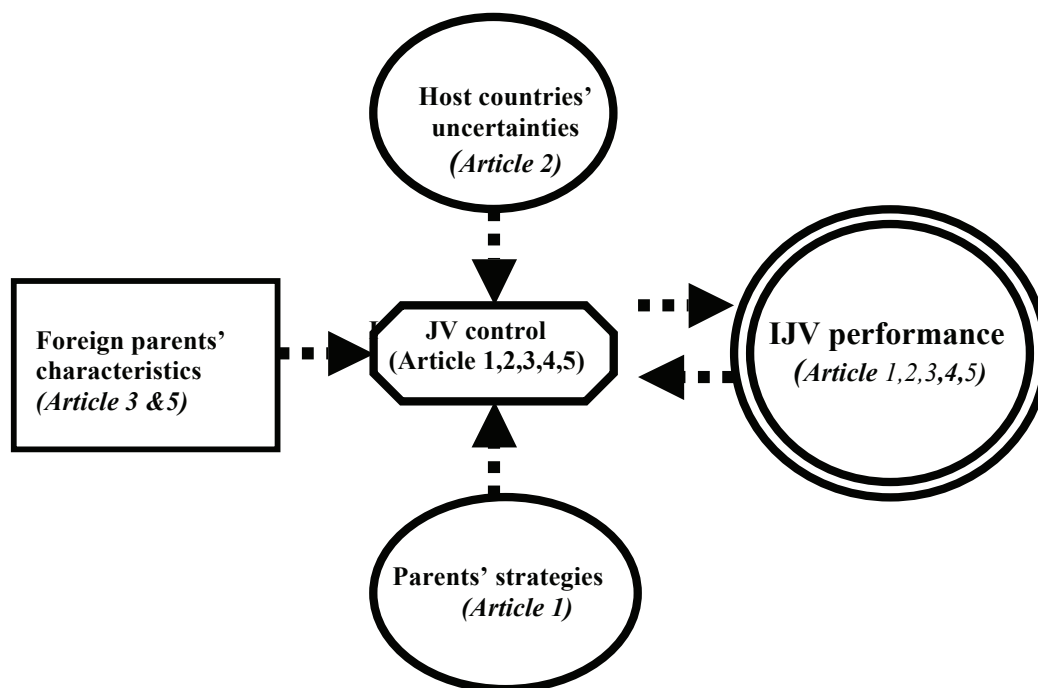 Host countries’
uncertainties
(Article 2)
Foreign parents’
characteristics
(Article 3 &5)
JV control
(Article 1,2,3,4,5)
IJV performance
(Article 1,2,3,4,5)
Parents’ strategies
(Article 1)